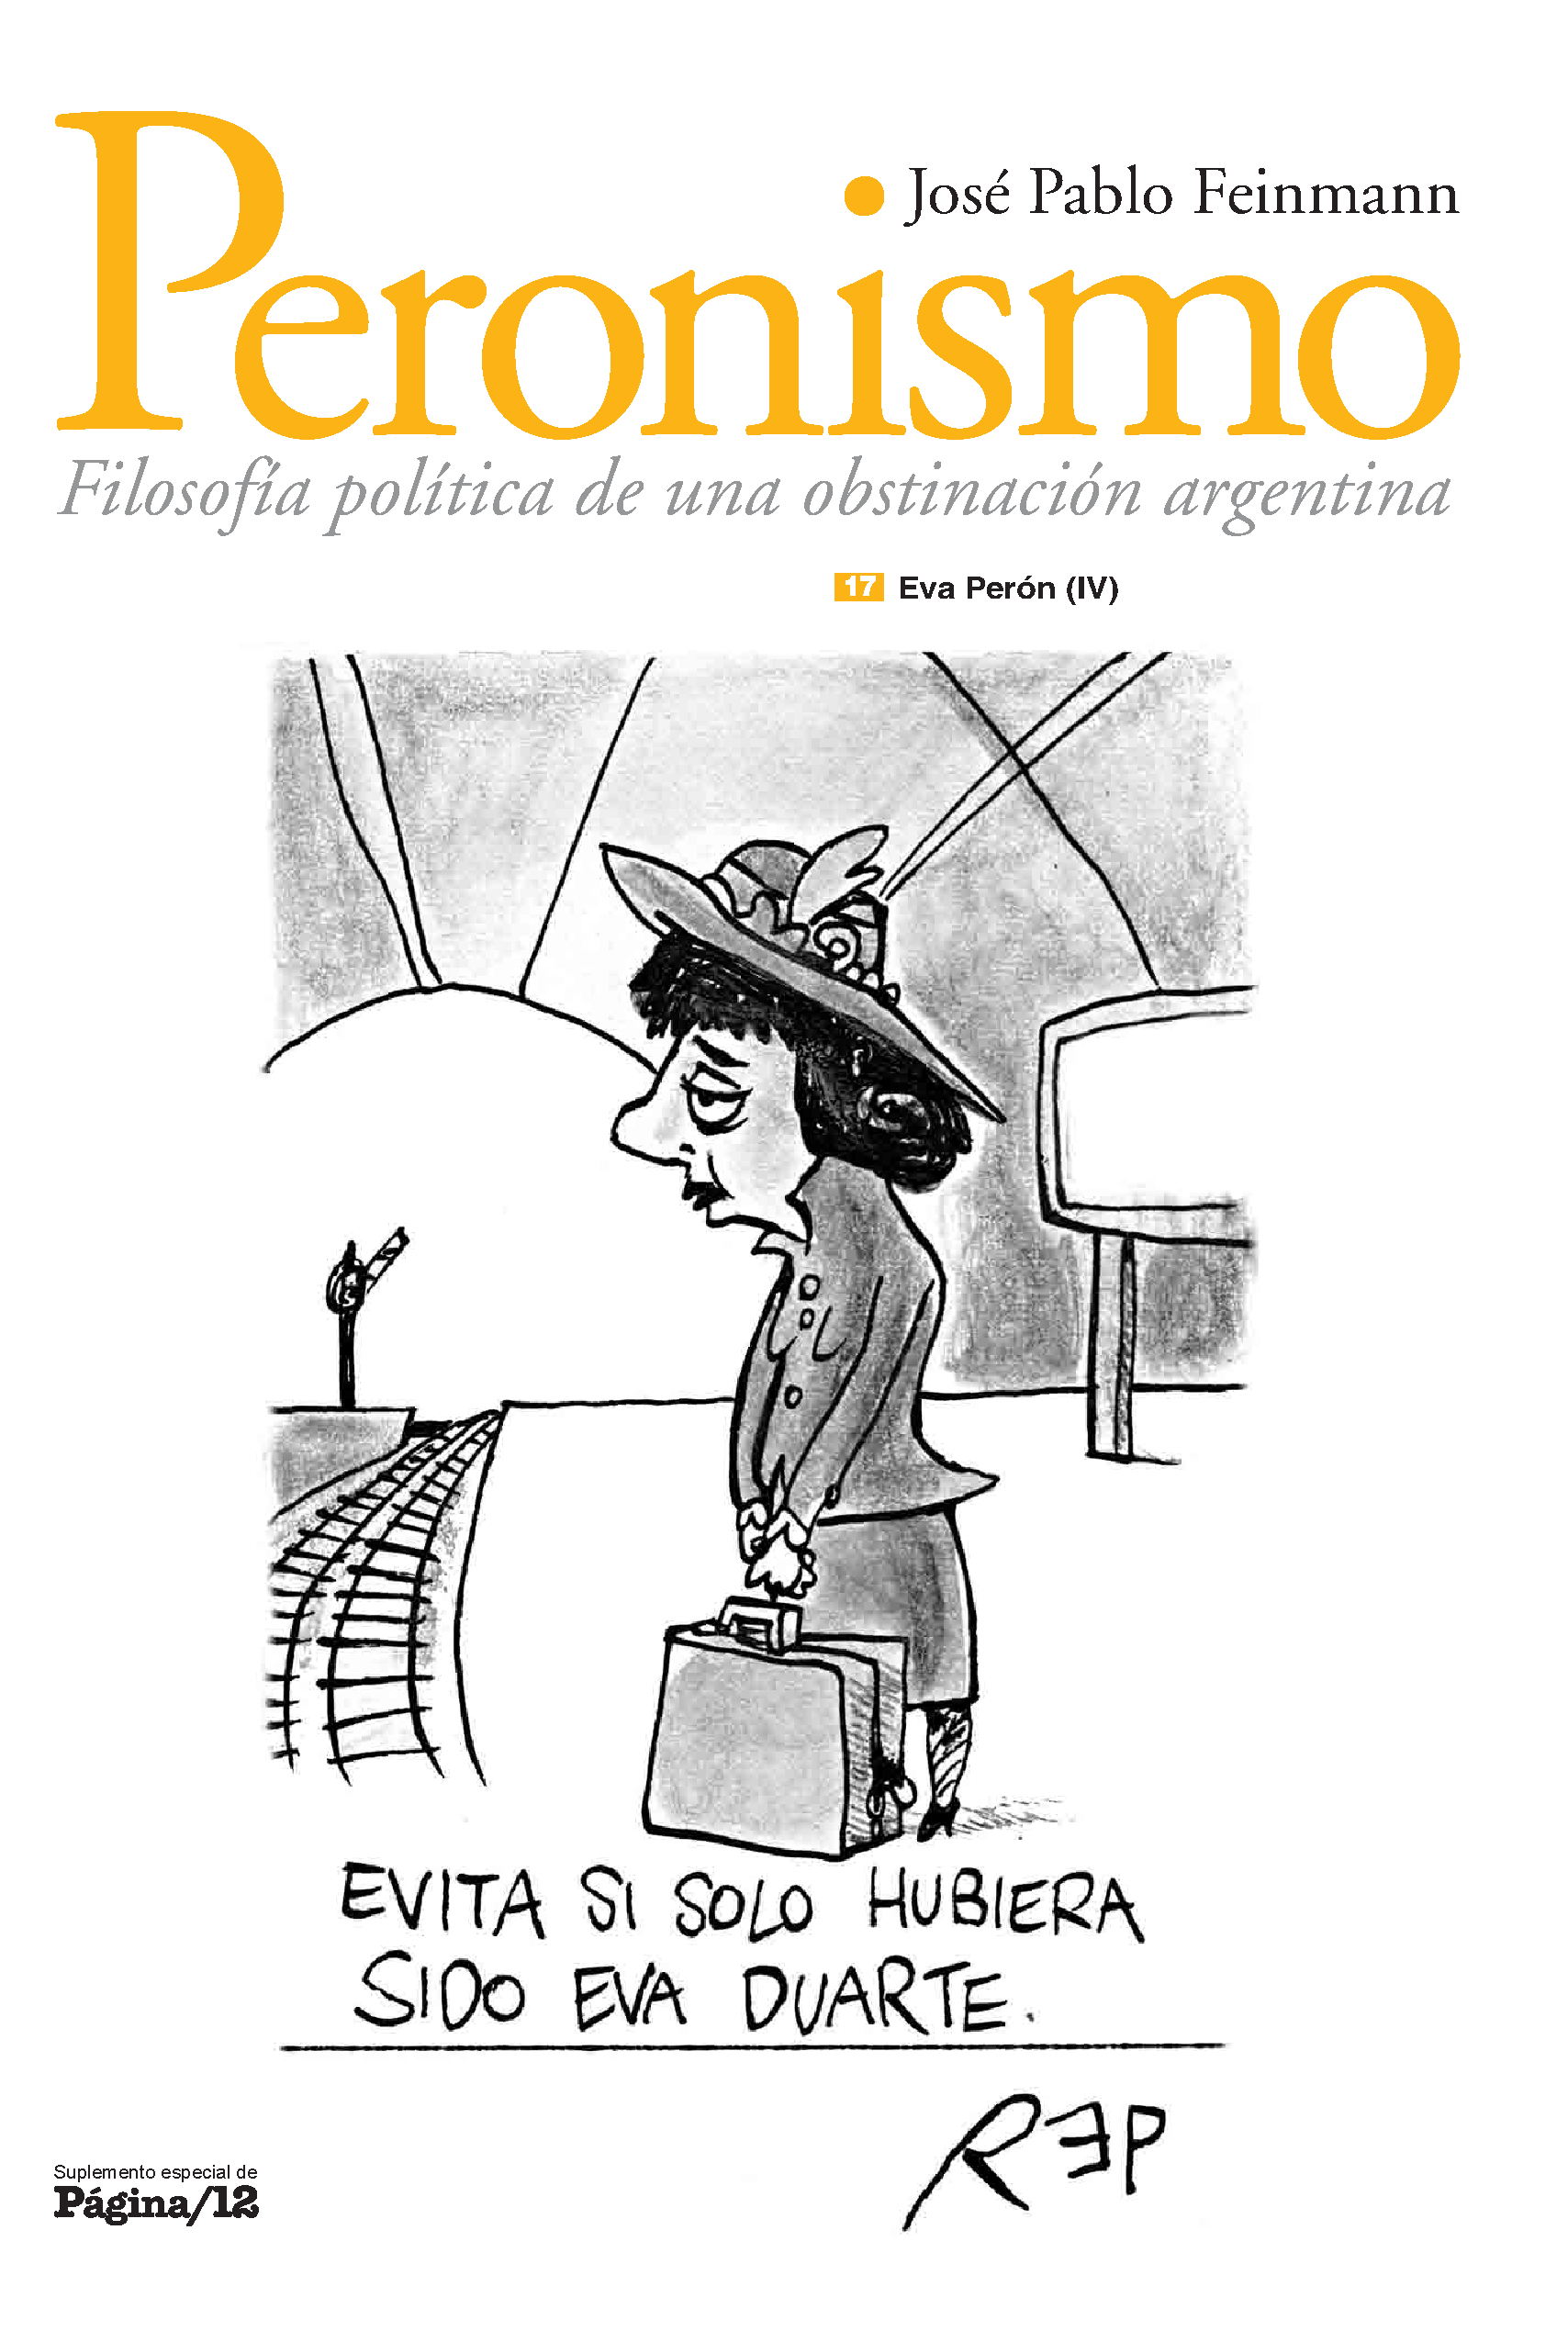 José Pablo Feinmann
Peronismo
Filosofía política de una obstinación argentina
17 Eva Perón (IV)
EVITA SI SOLO HUBIERA
SIDO EVA DUARTE.
REP
Suplemento especial de
Página/12